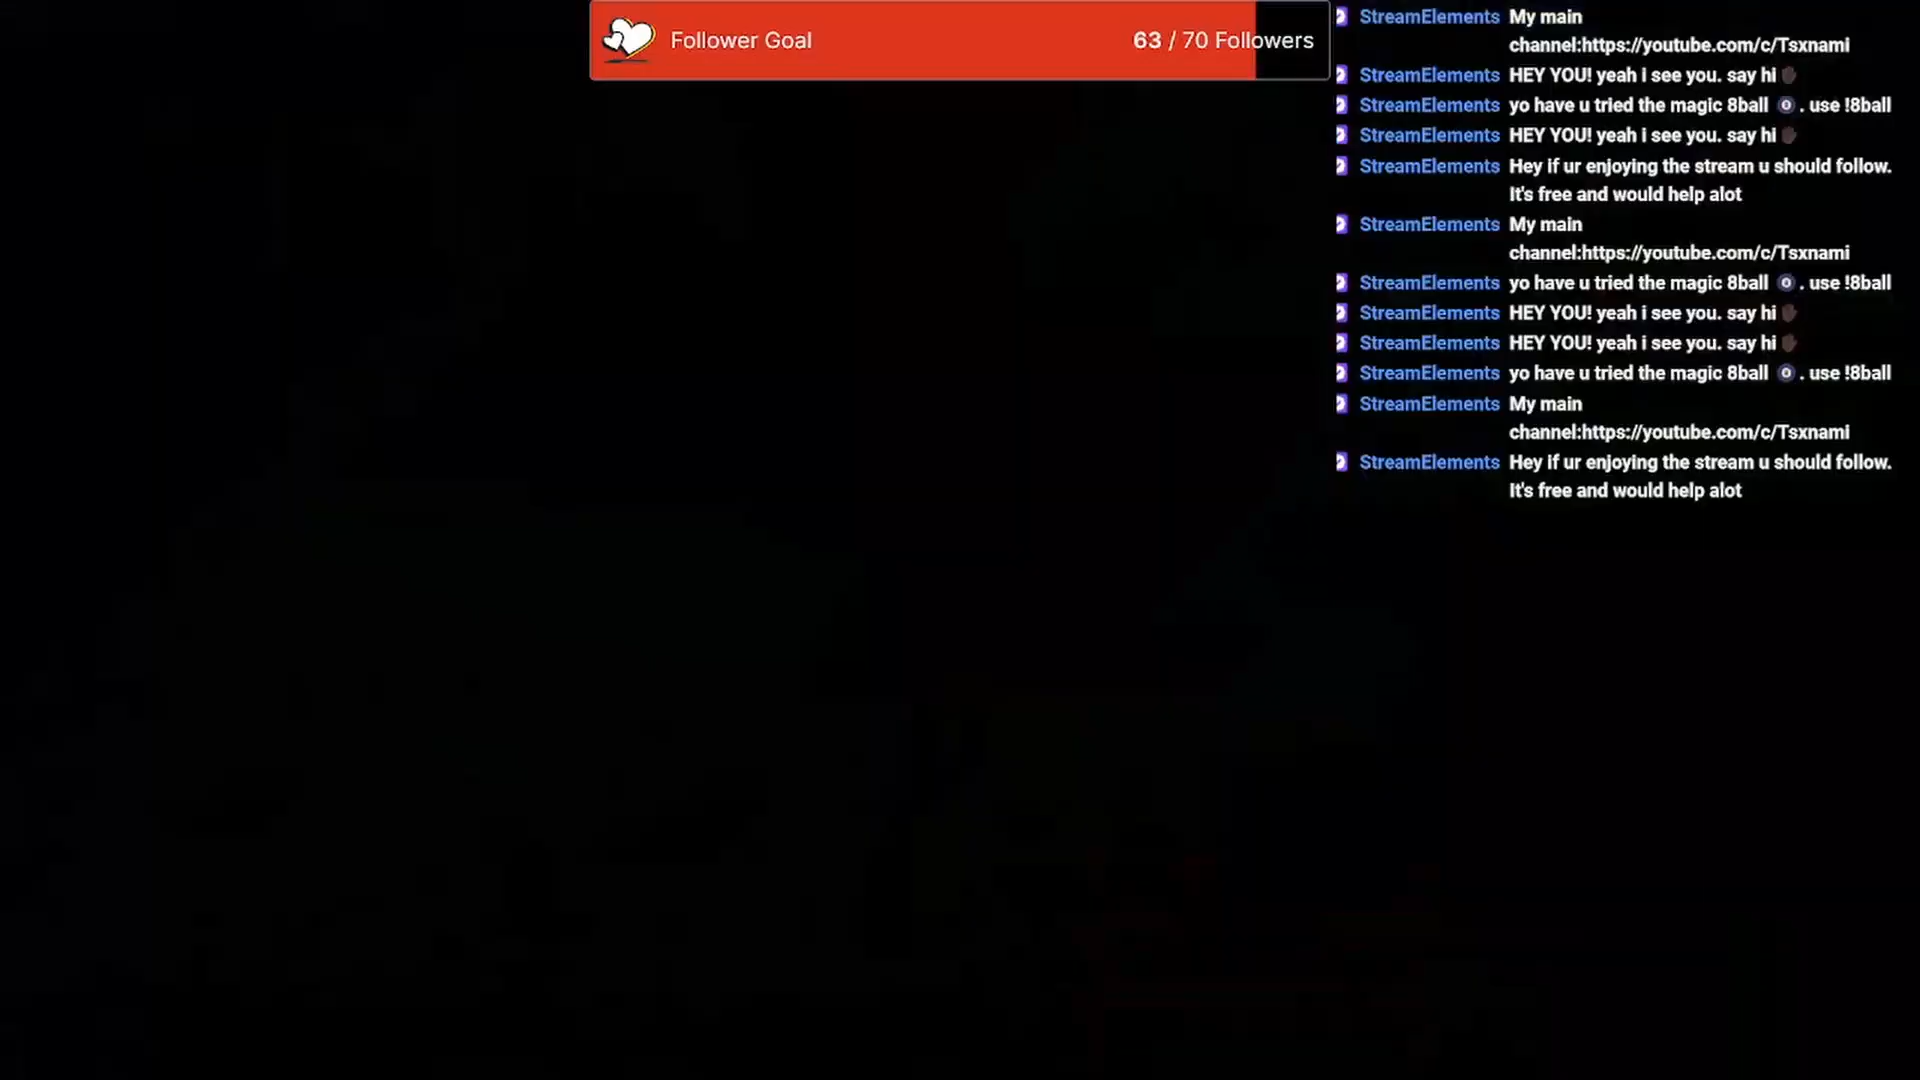 Follower Goal
63 / 70 Followers
StreamElements My main
channel:https://youtube.com/c/Tsxnami
StreamElements HEY YOU! yeah i see you. say hi
StreamElements yo have u tried the magic 8ball . use !8ball
StreamElements HEY YOU! yeah i see you. say hi
StreamElements Hey if ur enjoying the stream u should follow.
It's free and would help alot
StreamElements My main
channel:https://youtube.com/c/Tsxnami
StreamElements yo have u tried the magic 8ball . use !8ball
StreamElements HEY YOU! yeah i see you. say hi
StreamElements HEY YOU! yeah i see you. say hi
StreamElements yo have u tried the magic 8ball . use !8ball
StreamElements My main
channel:https://youtube.com/c/Tsxnami
StreamElements Hey if ur enjoying the stream u should follow.
It's free and would help alot